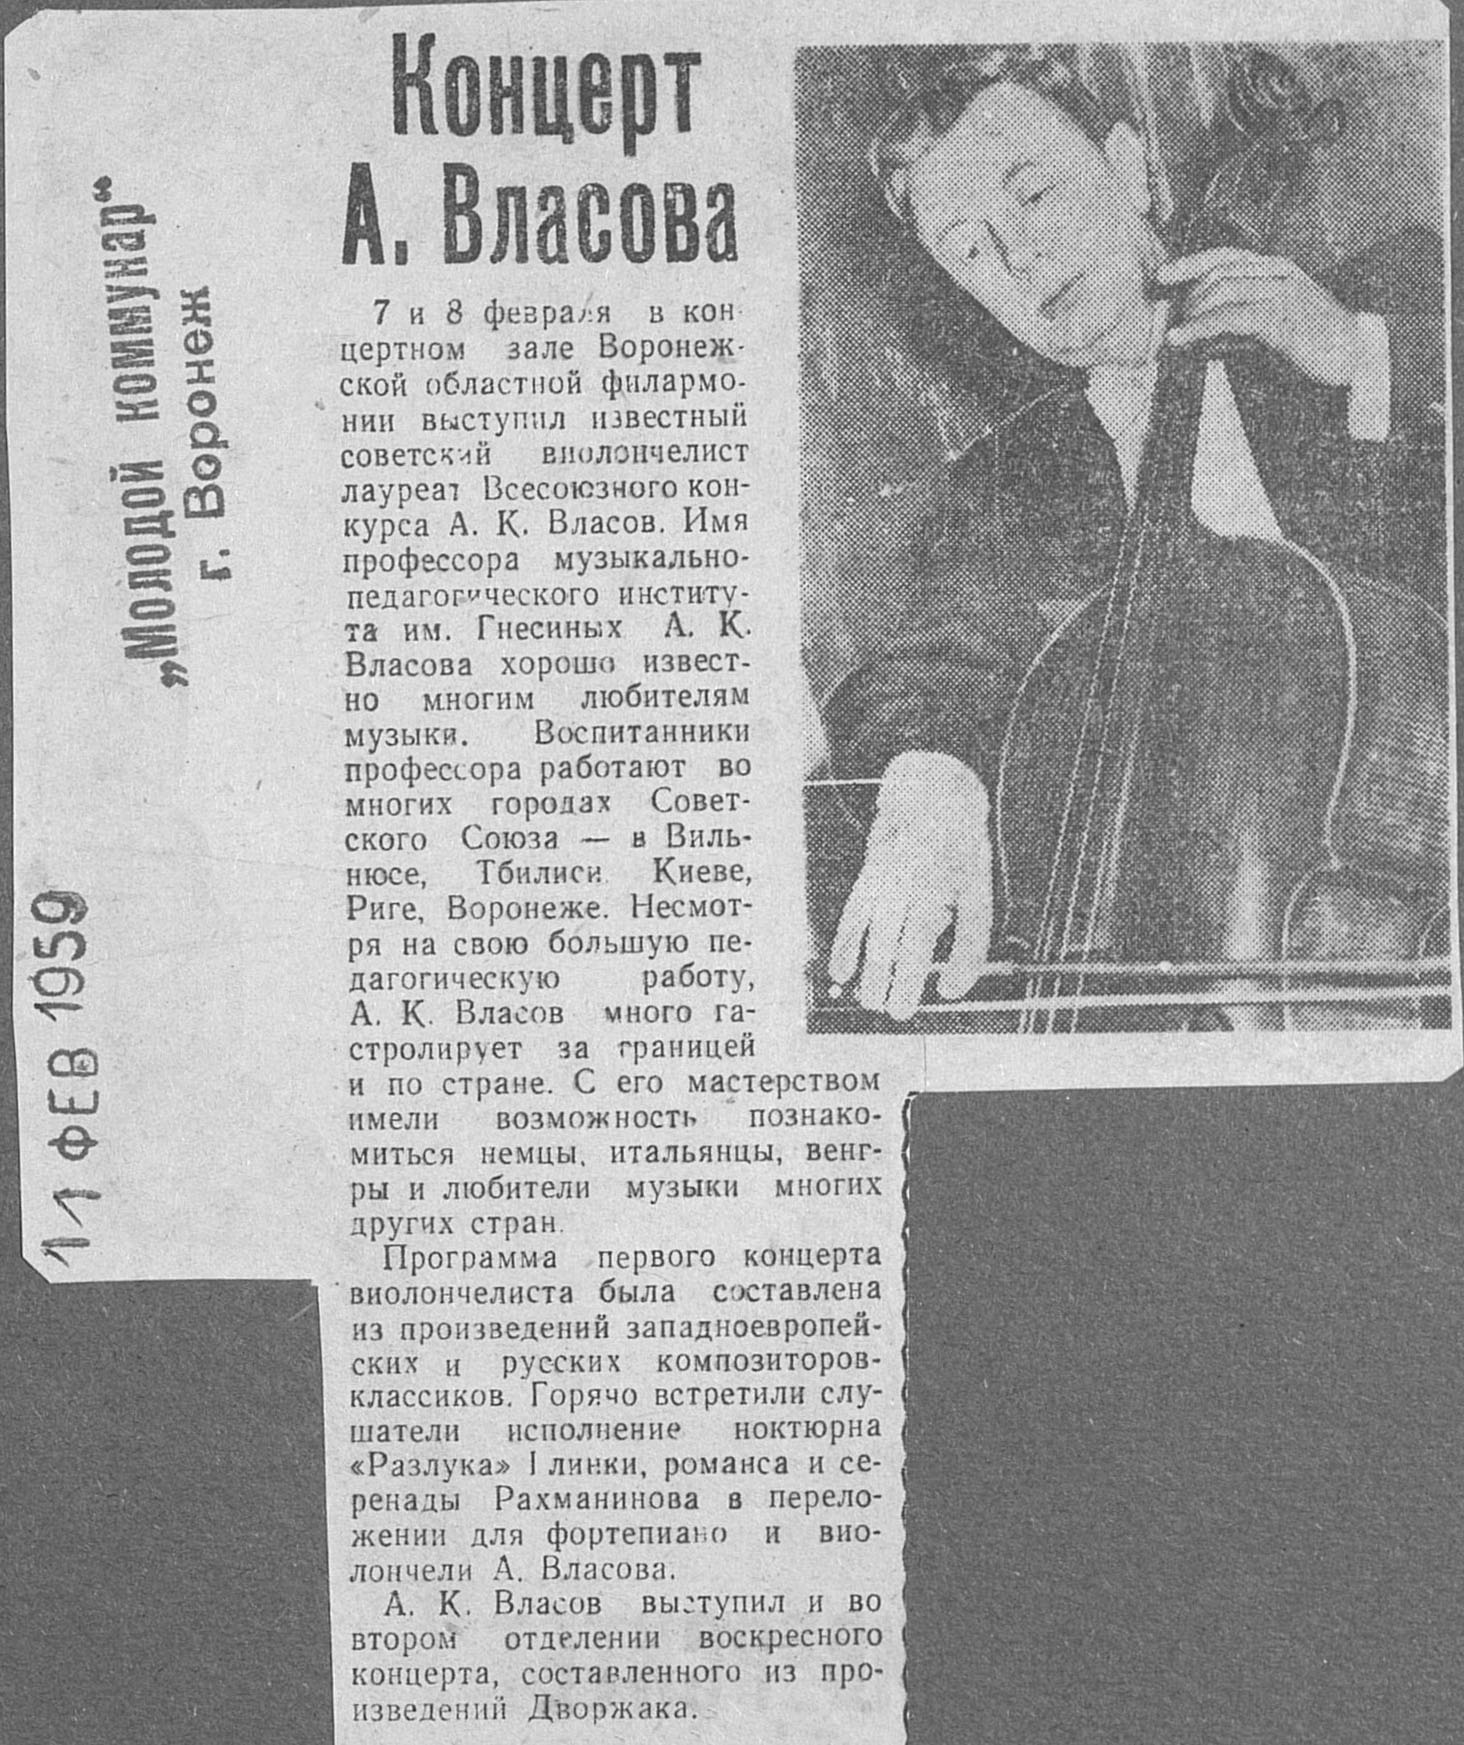 „Молодой коммунар“
г. Воронеж
11 ФЕВ 1959
Концерт
А. Власова
7 и 8 февраля в кон-
цертном зале Воронеж-
ской областной филармо-
нии выступил известный
советский виолончелист
лауреат Всесоюзного кон-
курса А. К. Власов. Имя
профессора музыкально-
педагогического институ-
та им. Гнесиных А. К.
Власова хорошо извест-
но многим любителям
музыки. Воспитанники
профессора работают во
многих городах Совет-
ского Союза — в Виль-
нюсе, Тбилиси Киеве,
Риге, Воронеже. Несмот-
ря на свою большую пе-
дагогическую работу,
А. К. Власов много га-
стролирует за границей
и по стране. С его мастерством
имели возможность познако-
миться немцы, итальянцы, венг-
ры и любители музыки многих
других стран.
Программа первого концерта
виолончелиста была составлена
из произведений западноевропей-
ских и русских композиторов-
классиков. Горячо встретили слу-
шатели исполнение ноктюрна
«Разлука» Глинки, романса и се-
ренады Рахманинова в перело-
жении для фортепиано и вио-
лончели А. Власова.
А. К. Власов выступил и во
втором отделении воскресного
концерта, составленного из про-
изведений Дворжака.